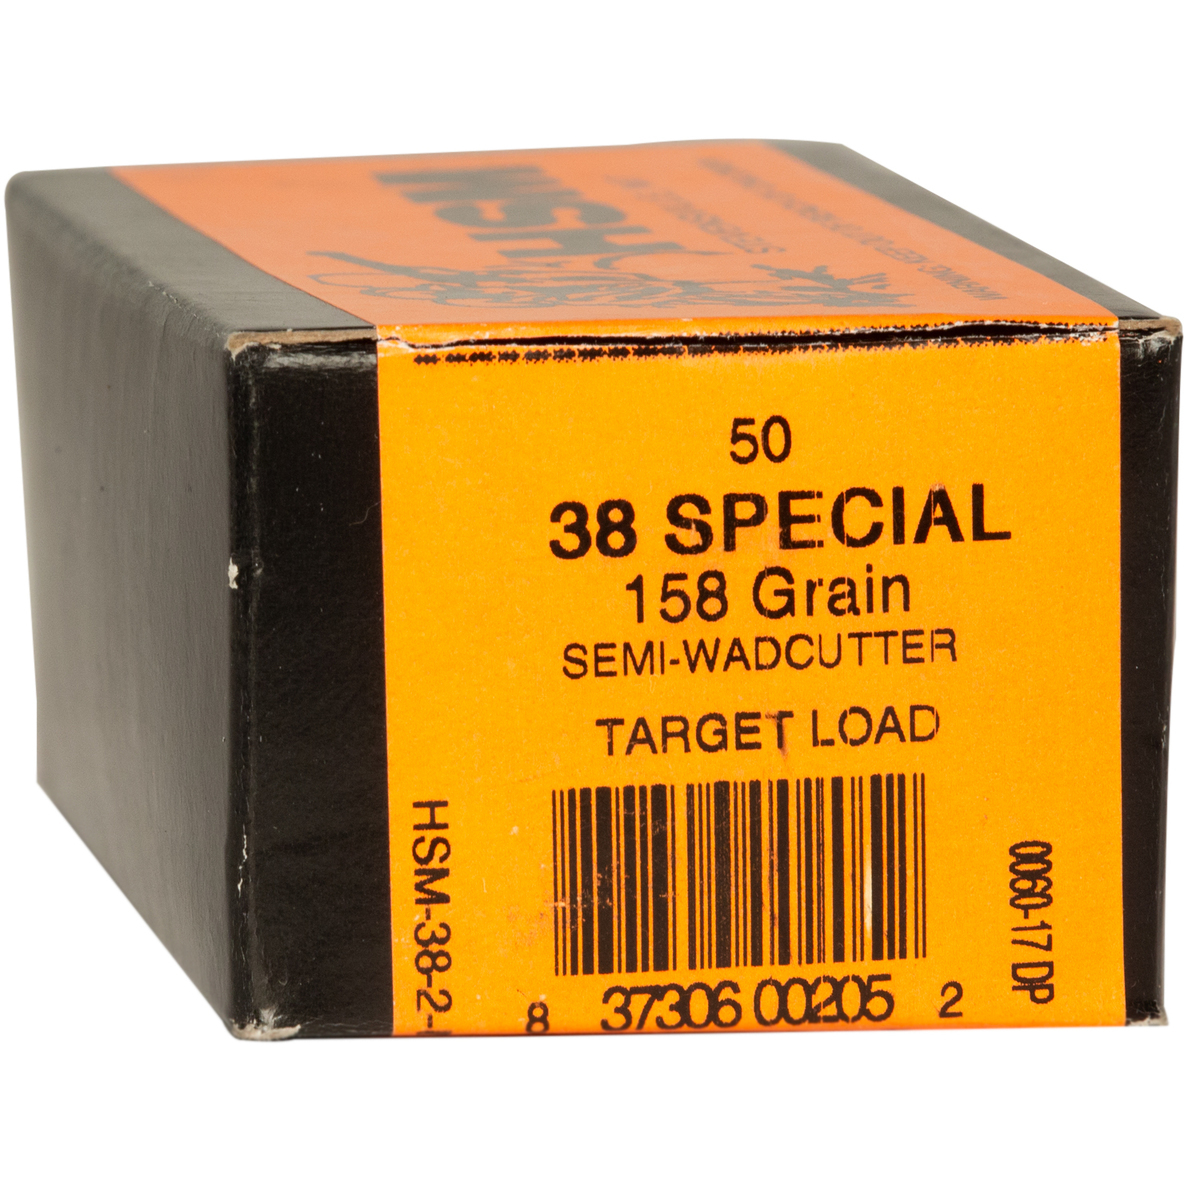 HSM
50
38 SPECIAL
158 Grain
SEMI-WADCUTTER
TARGET LOAD
HSM-38-2-
0060-17 DP
8 37306 00205 2